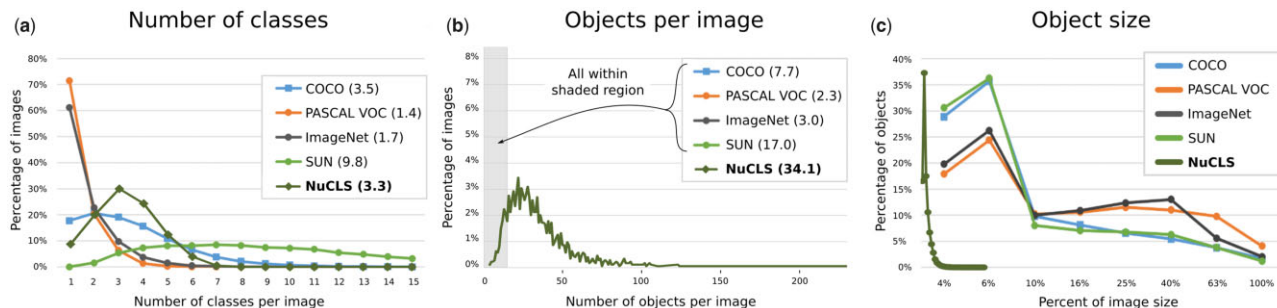 (a)
Number of classes
80%
70%
60%
50%
40%
30%
20%
10%
0%
Percentage of images
COCO (3.5)
PASCAL VOC (1.4)
ImageNet (1.7)
SUN (9.8)
NuCLS (3.3)
1 2 3 4 5 6 7 8 9 10 11 12 13 14 15
Number of classes per image
(b)
Objects per image
8%
7%
6%
5%
4%
3%
2%
1%
0%
Percentage of images
All within
shaded region
COCO (7.7)
PASCAL VOC (2.3)
ImageNet (3.0)
SUN (17.0)
NuCLS (34.1)
0 50 100 150 200
Number of objects per image
(c)
Object size
40%
35%
30%
25%
20%
15%
10%
5%
0%
Percentage of objects
COCO
PASCAL VOC
ImageNet
SUN
NuCLS
4% 6% 10% 16% 25% 40% 63% 100%
Percent of image size